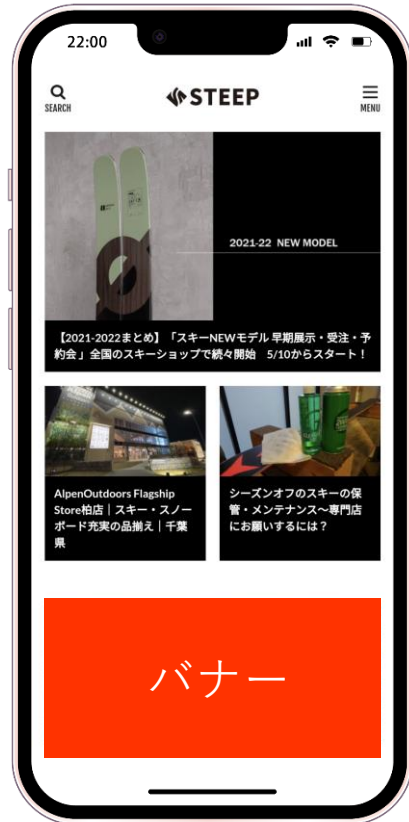 22:00
SEARCH
STEEP
MENU
2021-22 NEW MODEL
【2021-2022まとめ】「スキーNEWモデル 早期展示・受注・予
約会 」全国のスキーショップで続々開始　5/10からスタート！
AlpenOutdoors Flagship
Store柏店｜スキー・スノー
ボード充実の品揃え｜千葉
県
シーズンオフのスキーの保
管・メンテナンス〜専門店
にお願いするには？
バナー